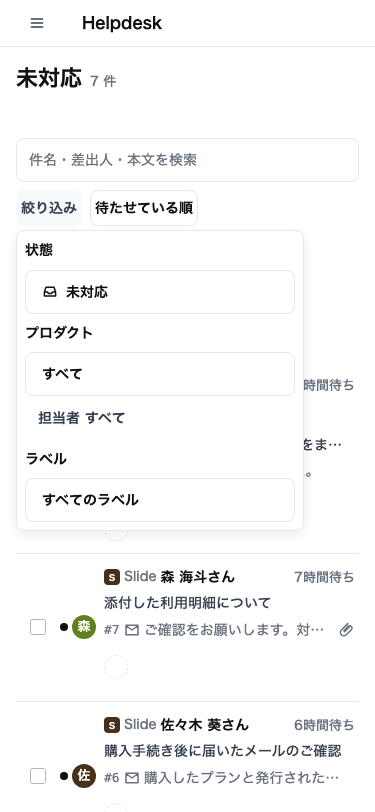 Helpdesk
未対応 7 件
件名・差出人・本文を検索
絞り込み 待たせている順
状態
未対応
プロダクト
すべて
時間待ち
担当者 すべて
をま…
ラベル
。
すべてのラベル
S Slide 森 海斗さん 7時間待ち
添付した利用明細について
森 #7 ご確認をお願いします。対…
S Slide 佐々木 葵さん 6時間待ち
購入手続き後に届いたメールのご確認
佐 #6 購入したプランと発行された…